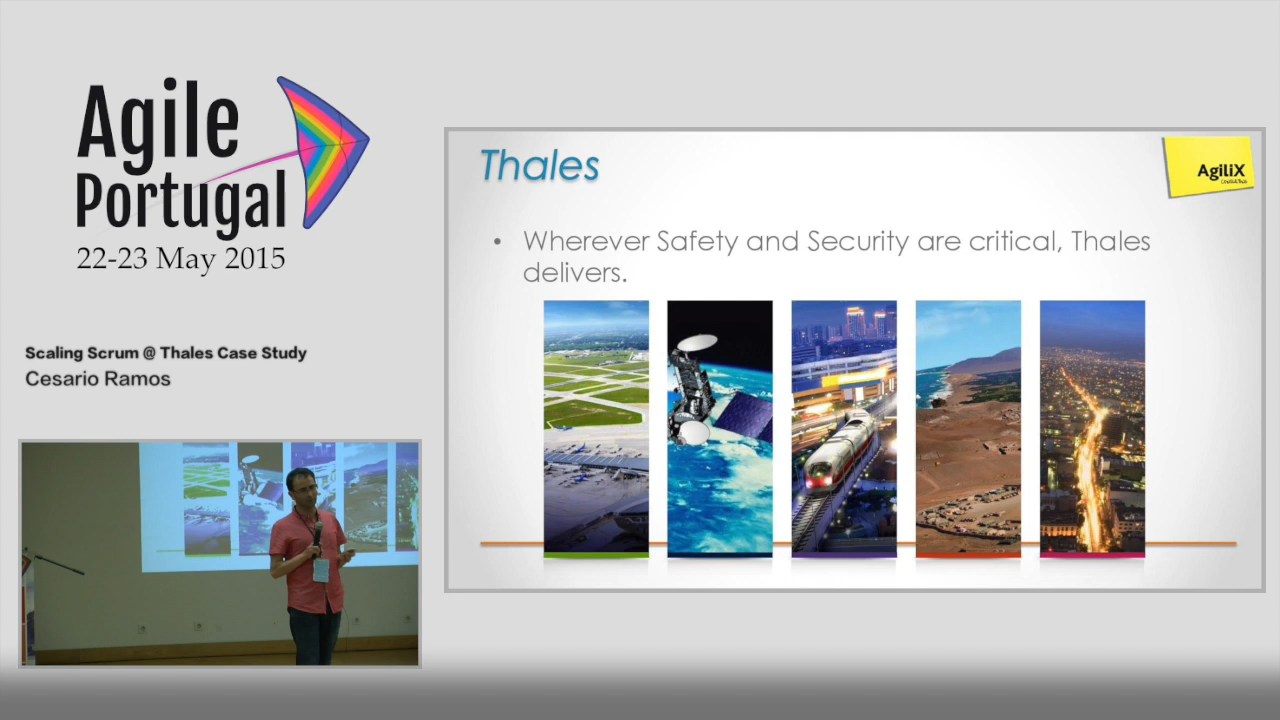 Agile
Portugal
22-23 May 2015
Scaling Scrum @ Thales Case Study
Cesario Ramos
Thales
AgiliX
• Wherever Safety and Security are critical, Thales
delivers.